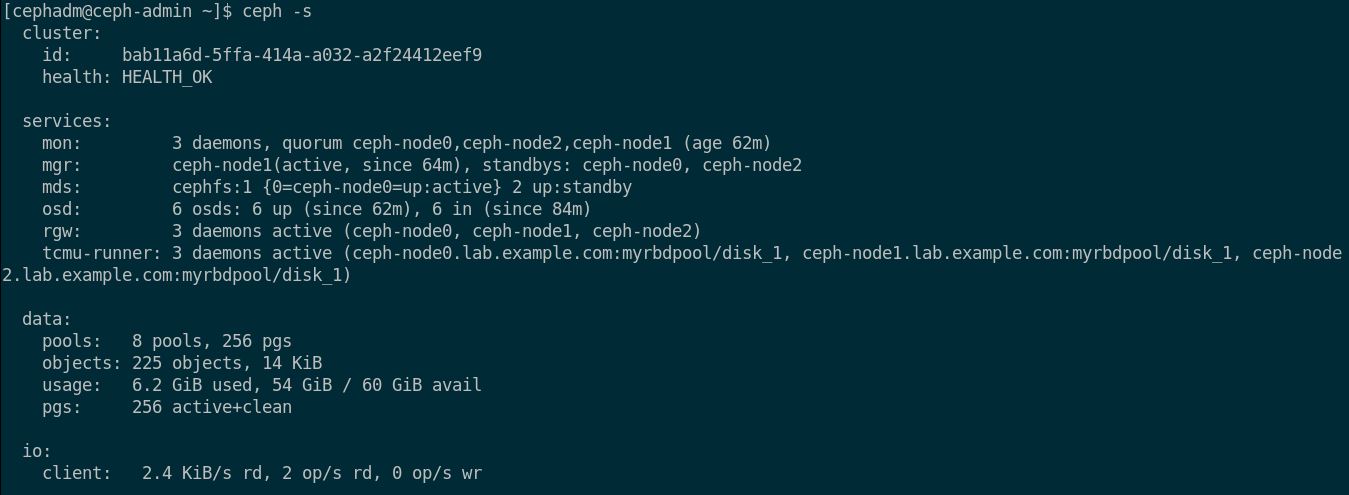 [cephadm@ceph-admin ~]$ ceph -s
  cluster:
    id:     bab11a6d-5ffa-414a-a032-a2f24412eef9
    health: HEALTH_OK

  services:
    mon:         3 daemons, quorum ceph-node0,ceph-node2,ceph-node1 (age 62m)
    mgr:         ceph-node1(active, since 64m), standbys: ceph-node0, ceph-node2
    mds:         cephfs:1 {0=ceph-node0=up:active} 2 up:standby
    osd:         6 osds: 6 up (since 62m), 6 in (since 84m)
    rgw:         3 daemons active (ceph-node0, ceph-node1, ceph-node2)
    tcmu-runner: 3 daemons active (ceph-node0.lab.example.com:myrbdpool/disk_1, ceph-node1.lab.example.com:myrbdpool/disk_1, ceph-node
2.lab.example.com:myrbdpool/disk_1)

  data:
    pools:   8 pools, 256 pgs
    objects: 225 objects, 14 KiB
    usage:   6.2 GiB used, 54 GiB / 60 GiB avail
    pgs:     256 active+clean

  io:
    client:   2.4 KiB/s rd, 2 op/s rd, 0 op/s wr